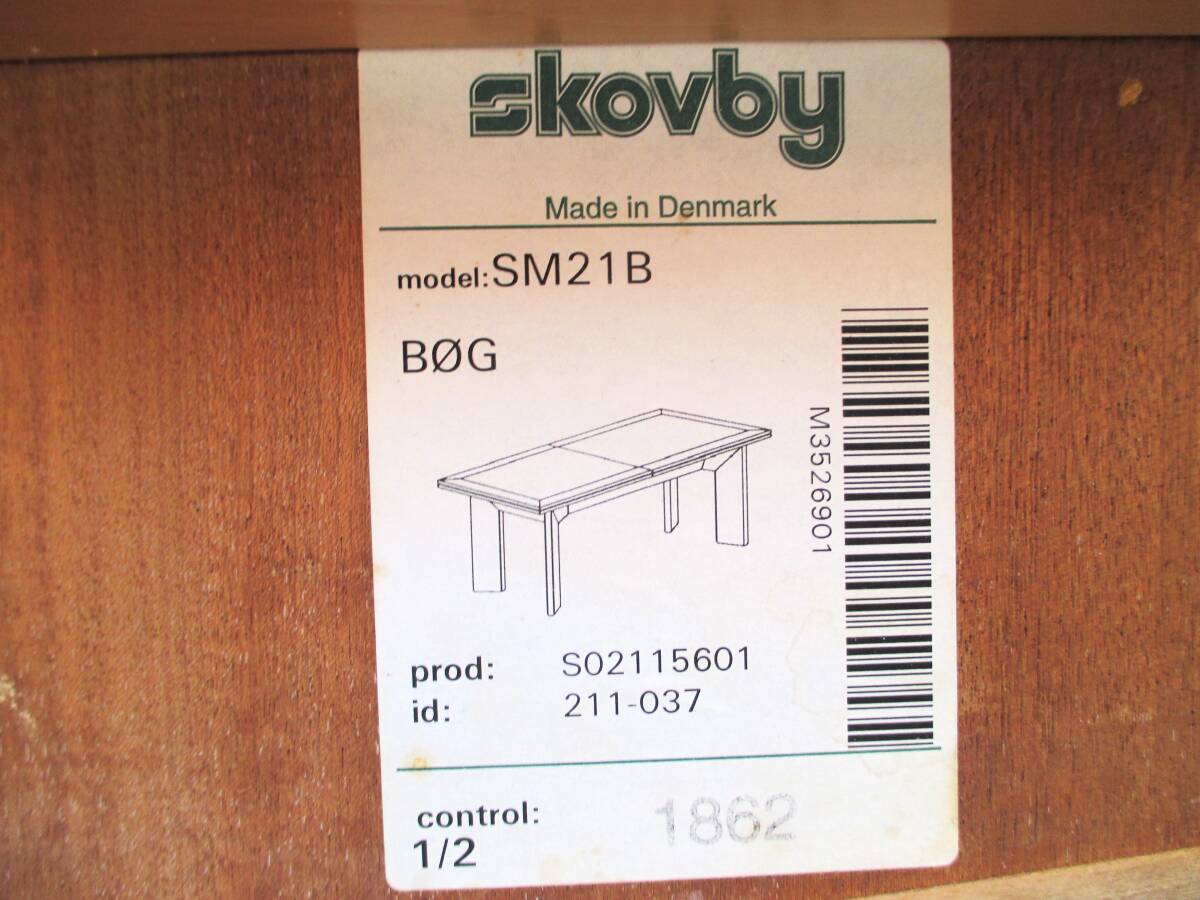 skovby
Made in Denmark
model: SM21B
BØG
M3526901
prod: S02115601
id: 211-037
control: 1862
1/2